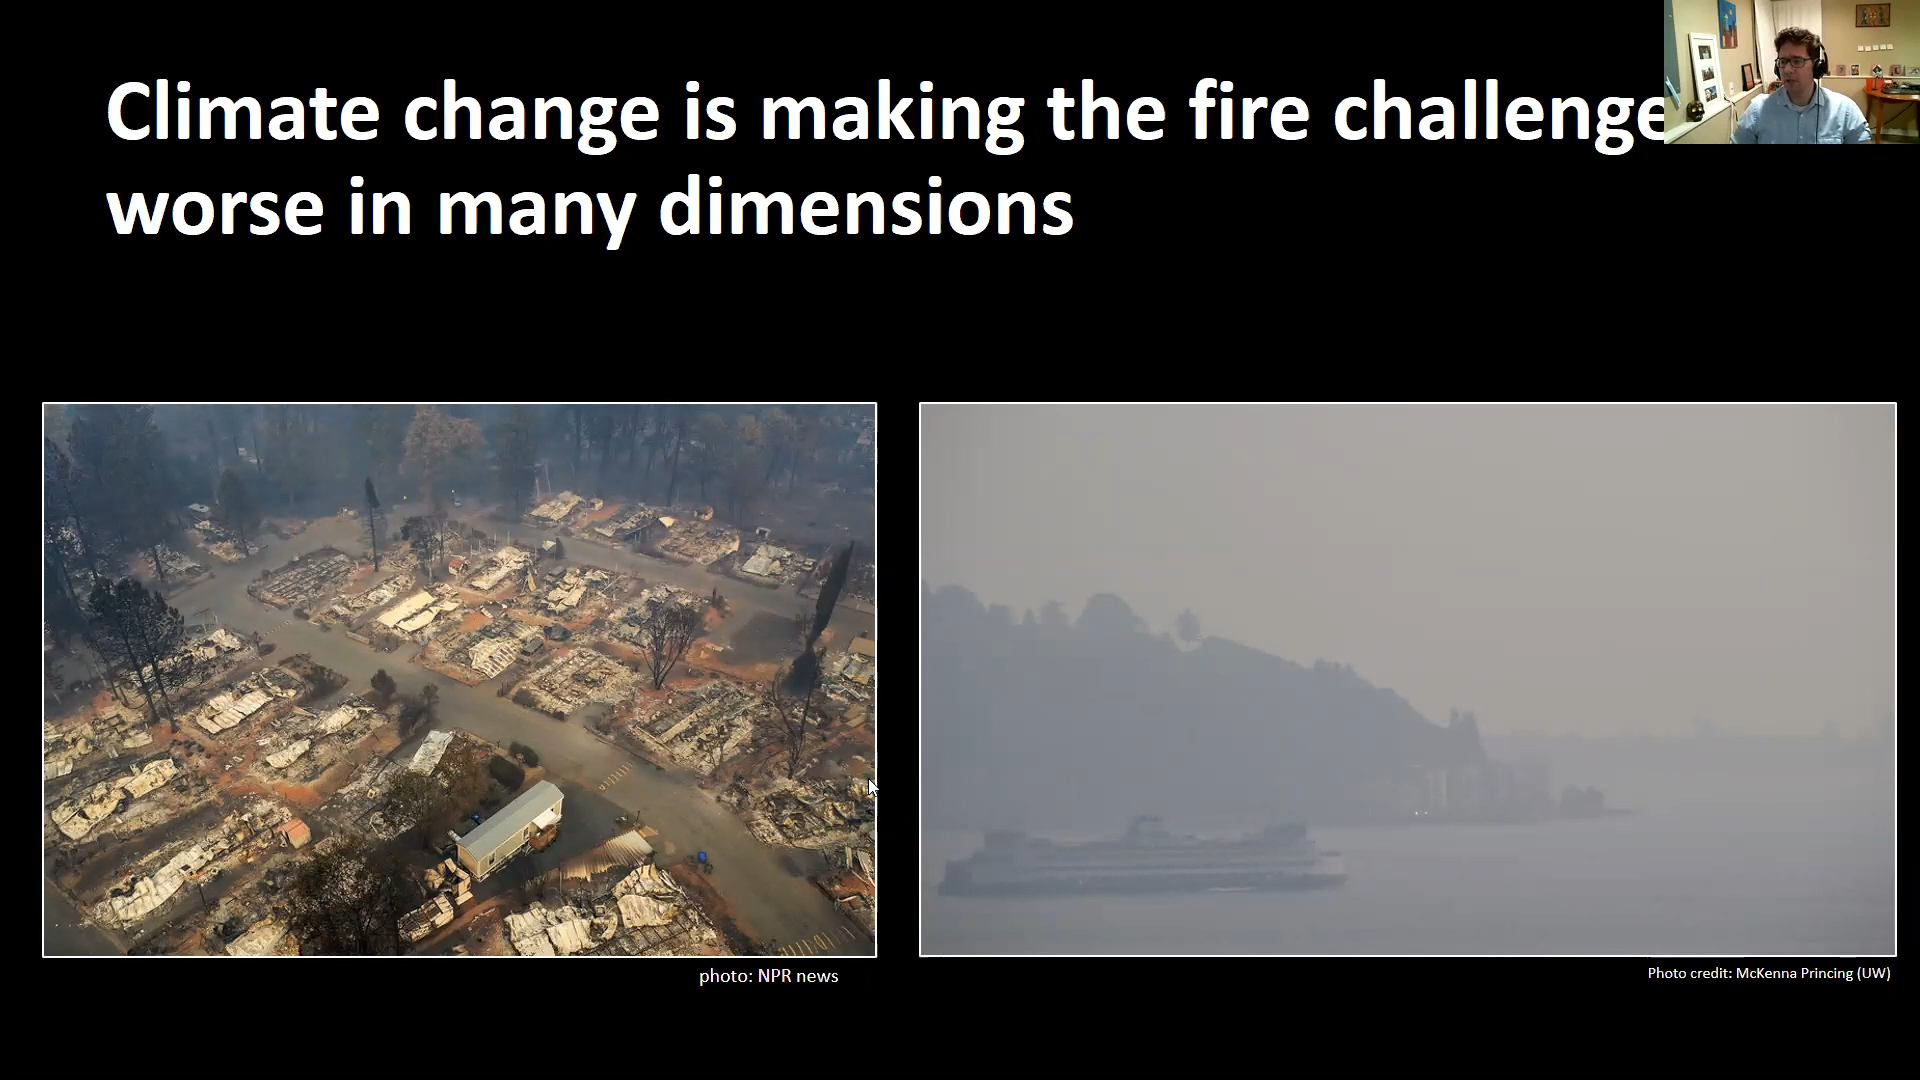 Climate change is making the fire challenge
worse in many dimensions
photo: NPR news
Photo credit: McKenna Princing (UW)